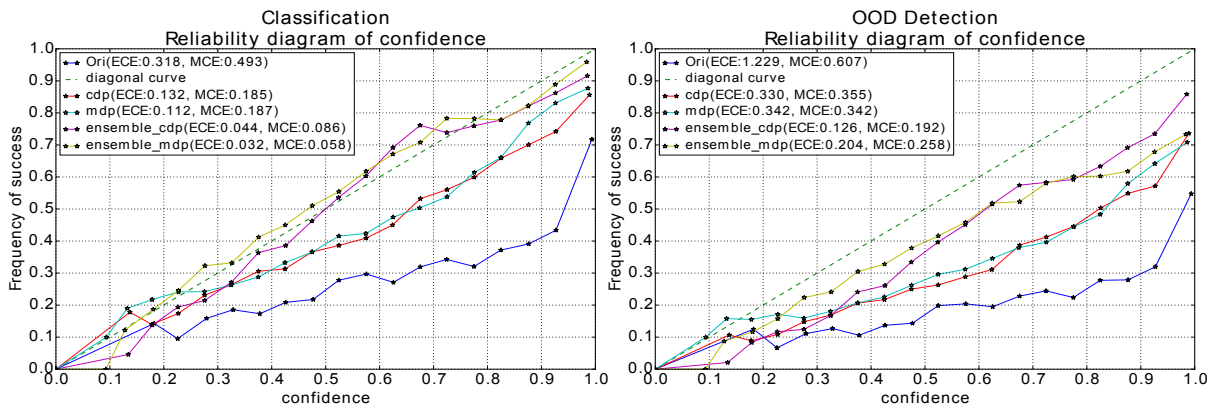 Classification
Reliability diagram of confidence
Frequency of success
1.0
0.9
0.8
0.7
0.6
0.5
0.4
0.3
0.2
0.1
0.0
Ori(ECE:0.318, MCE:0.493)
diagonal curve
cdp(ECE:0.132, MCE:0.185)
mdp(ECE:0.112, MCE:0.187)
ensemble_cdp(ECE:0.044, MCE:0.086)
ensemble_mdp(ECE:0.032, MCE:0.058)
0.0 0.1 0.2 0.3 0.4 0.5 0.6 0.7 0.8 0.9 1.0
confidence
OOD Detection
Reliability diagram of confidence
Frequency of success
1.0
0.9
0.8
0.7
0.6
0.5
0.4
0.3
0.2
0.1
0.0
Ori(ECE:1.229, MCE:0.607)
diagonal curve
cdp(ECE:0.330, MCE:0.355)
mdp(ECE:0.342, MCE:0.342)
ensemble_cdp(ECE:0.126, MCE:0.192)
ensemble_mdp(ECE:0.204, MCE:0.258)
0.0 0.1 0.2 0.3 0.4 0.5 0.6 0.7 0.8 0.9 1.0
confidence